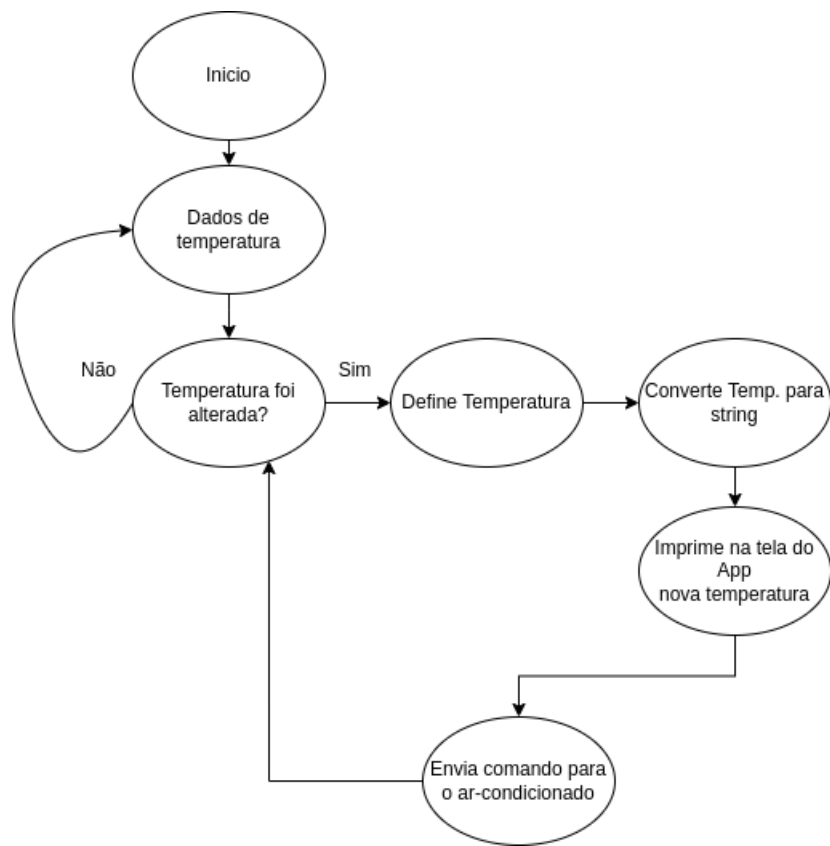 Inicio
Dados de
temperatura
Não
Temperatura foi
alterada?
Sim
Define Temperatura
Converte Temp. para
string
Imprime na tela do
App
nova temperatura
Envia comando para
o ar-condicionado